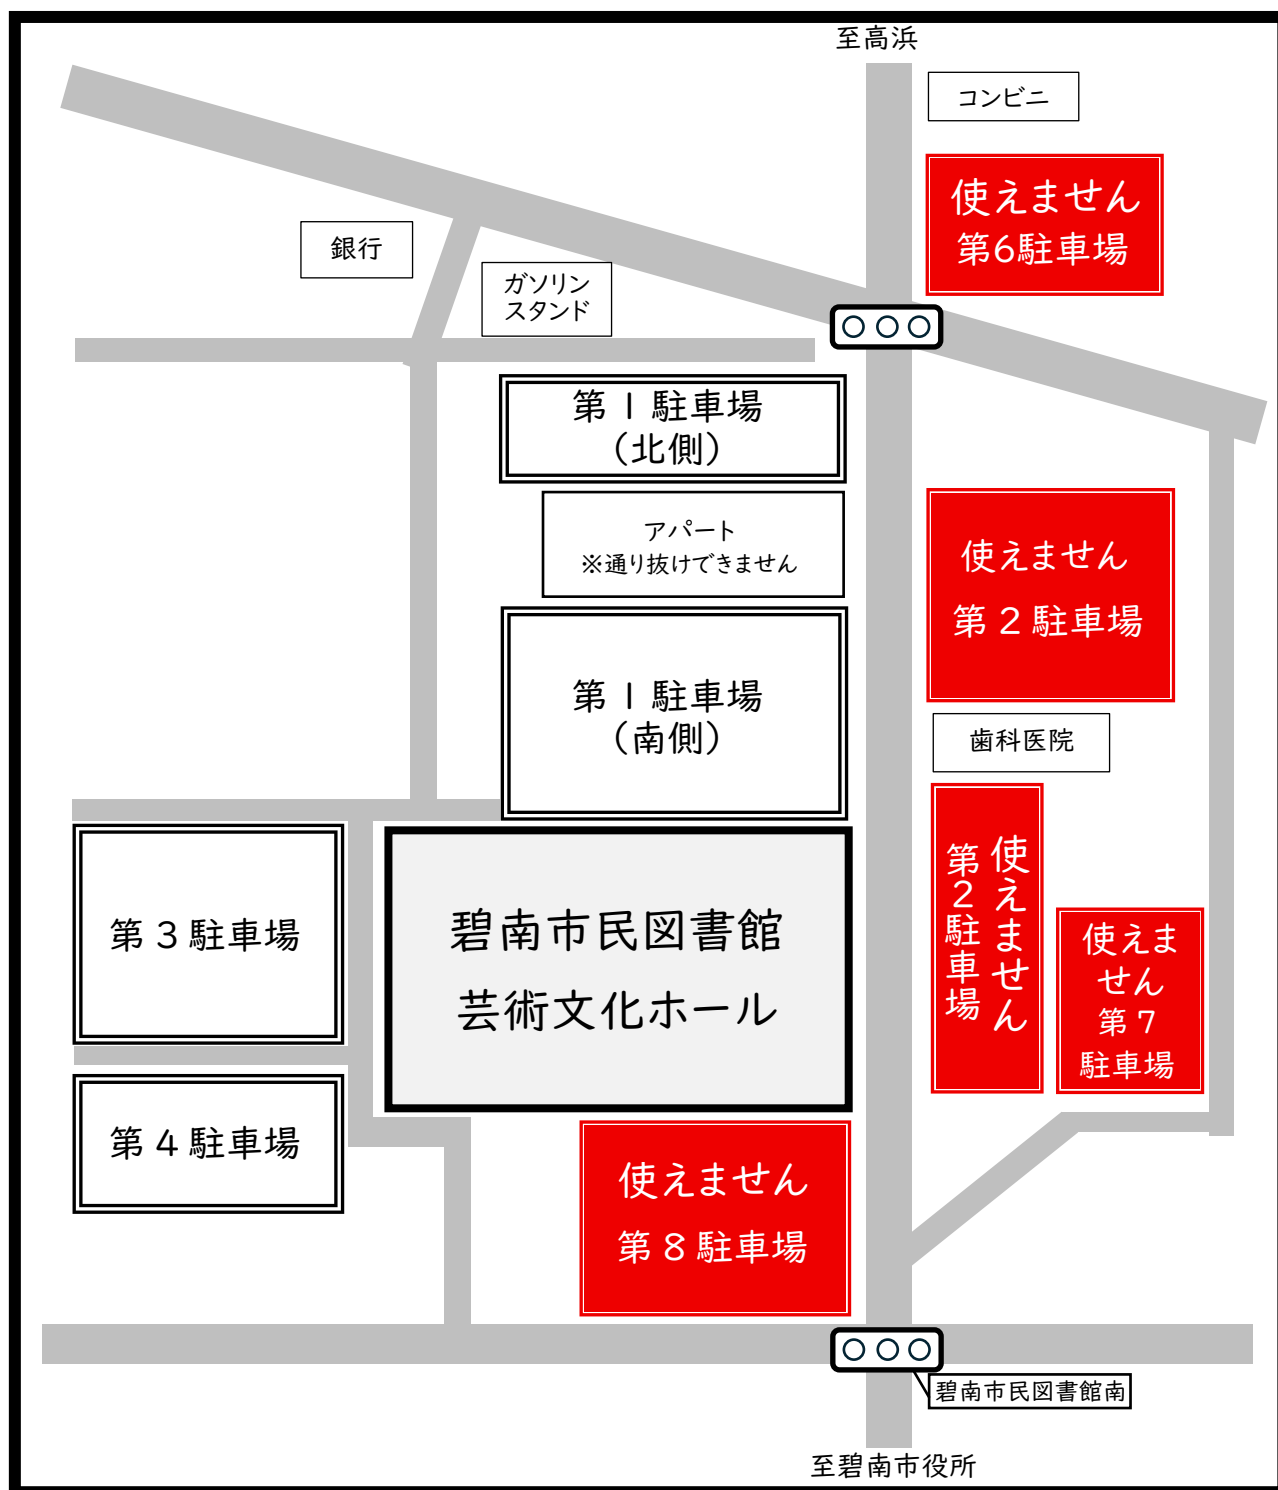 至高浜
コンビニ
使えません
第6駐車場
銀行
ガソリン
スタンド
第1駐車場
（北側）
アパート
※通り抜けできません
使えません
第2駐車場
第1駐車場
（南側）
歯科医院
使えません
第2駐車場
使えま
せん
第7
駐車場
第3駐車場
碧南市民図書館
芸術文化ホール
第4駐車場
使えません
第8駐車場
碧南市民図書館南
至碧南市役所